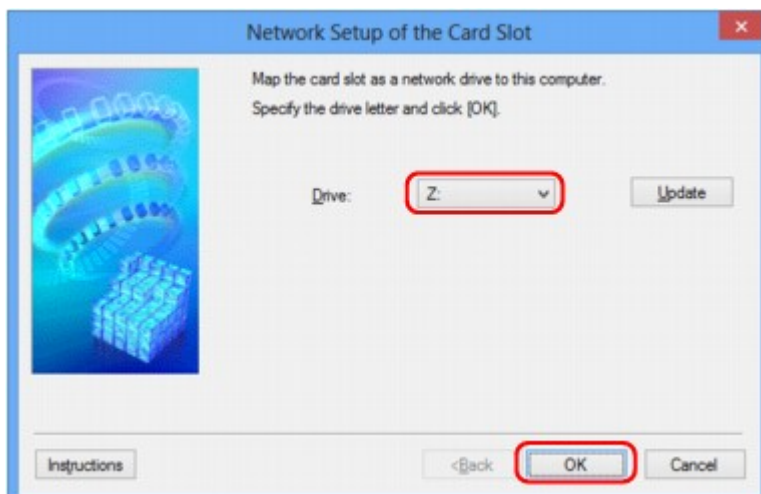 Network Setup of the Card Slot
Map the card slot as a network drive to this computer.
Specify the drive letter and click [OK].
Drive: Z: Update
Instructions <Back OK Cancel